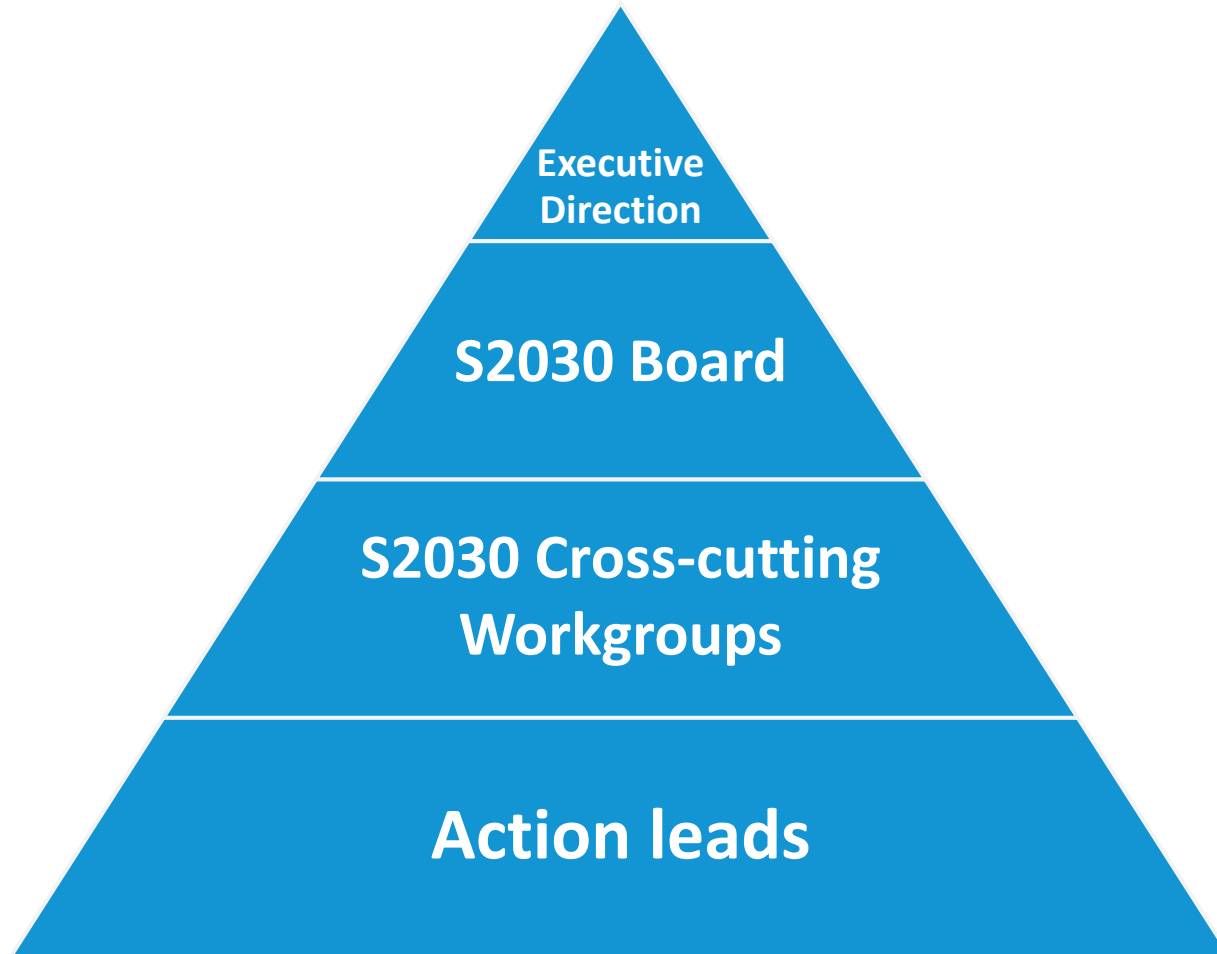 Executive
Direction
S2030 Board
S2030 Cross-cutting
Workgroups
Action leads